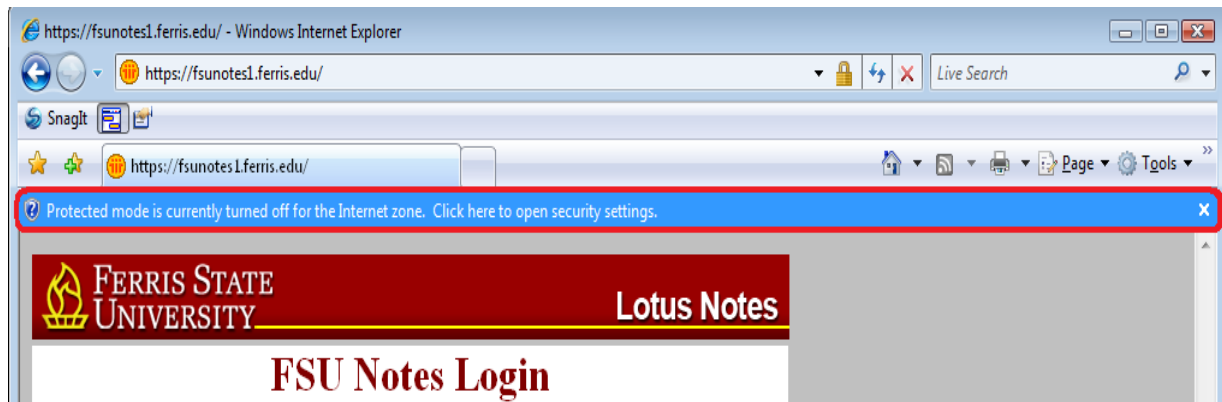 https://fsunotes1.ferris.edu/ - Windows Internet Explorer
https://fsunotes1.ferris.edu/
Live Search
SnagIt
https://fsunotes1.ferris.edu/
Page
Tools
Protected mode is currently turned off for the Internet zone. Click here to open security settings.
FERRIS STATE
UNIVERSITY
Lotus Notes
FSU Notes Login